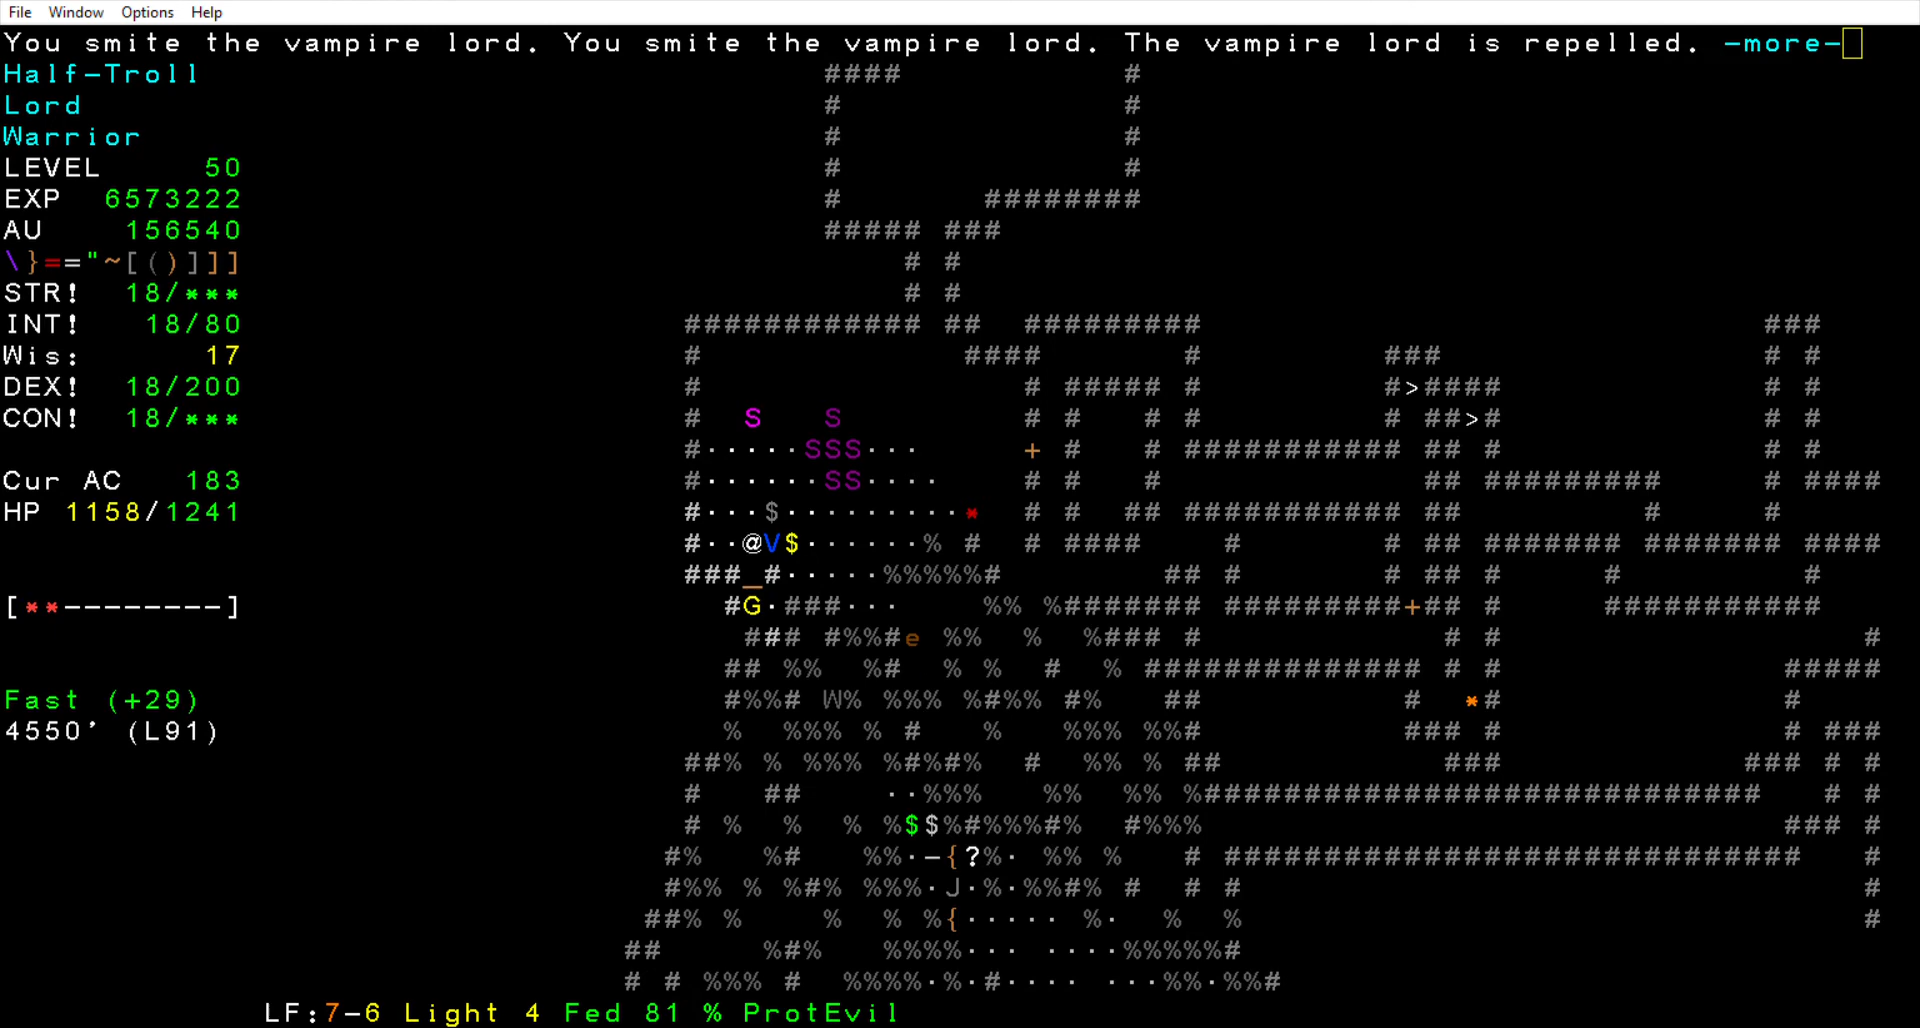 File Window Options Help
You smite the vampire lord. You smite the vampire lord. The vampire lord is repelled. -more-
Half-Troll
Lord
Warrior
LEVEL 50
EXP 6573222
AU 156540
\}=="~[()]]]
STR! 18/***
INT! 18/80
Wis: 17
DEX! 18/200
CON! 18/***
Cur AC 183
HP 1158/1241
[**--------]
Fast (+29)
4550' (L91)
LF:7-6 Light 4 Fed 81 % ProtEvil